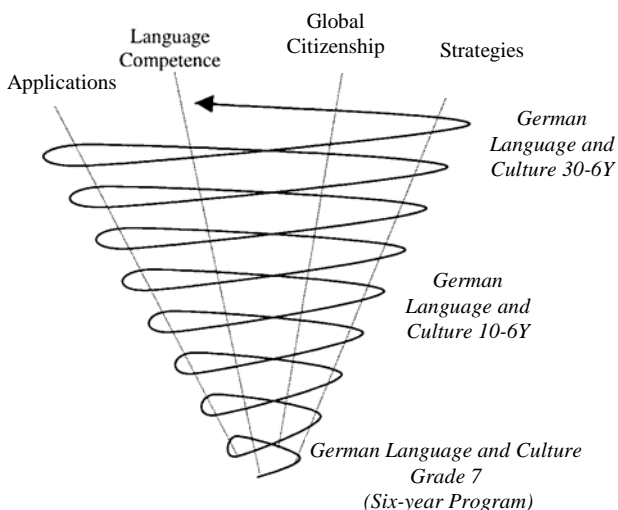 Applications
Language
Competence
Global
Citizenship
Strategies
German
Language and
Culture 30-6Y
German
Language and
Culture 10-6Y
German Language and Culture
Grade 7
(Six-year Program)